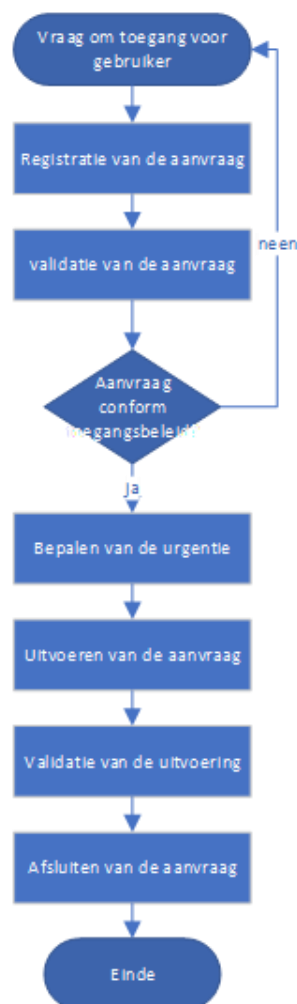 Vraag om toegang voor
gebruiker
Registratie van de aanvraag
neen
validatie van de aanvraag
Aanvraag
conform
toegangsbeleid?
Ja
Bepalen van de urgentie
Uitvoeren van de aanvraag
Validatie van de uitvoering
Afsluiten van de aanvraag
Einde